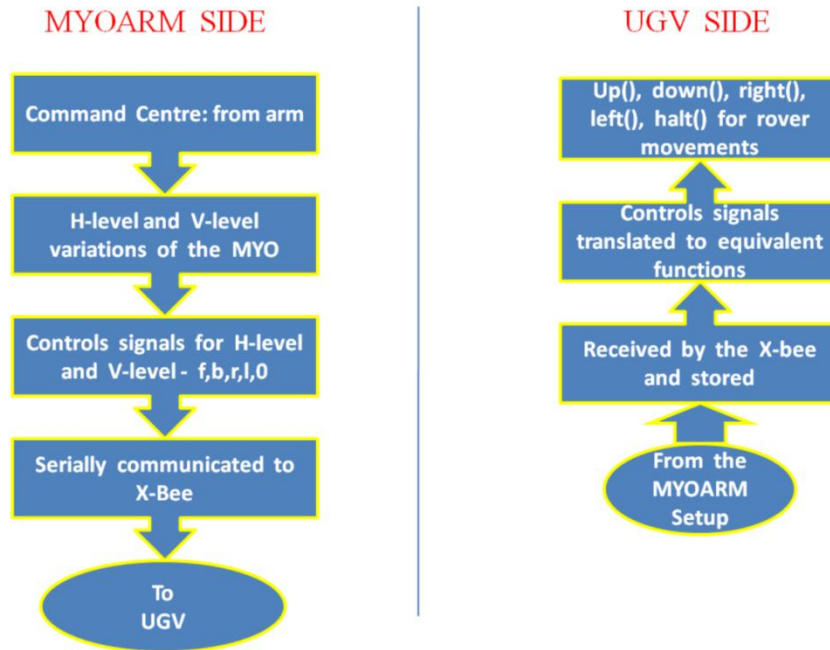 MYOARM SIDE
Command Centre: from arm
H-level and V-level
variations of the MYO
Controls signals for H-level
and V-level - f,b,r,l,0
Serially communicated to
X-Bee
To
UGV
UGV SIDE
Up(), down(), right(),
left(), halt() for rover
movements
Controls signals
translated to equivalent
functions
Received by the X-bee
and stored
From the
MYOARM
Setup